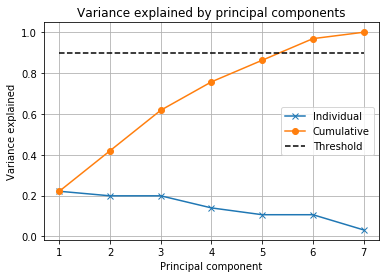 Variance explained by principal components
Variance explained
1.0
0.8
0.6
0.4
0.2
0.0
Individual
Cumulative
Threshold
1 2 3 4 5 6 7
Principal component